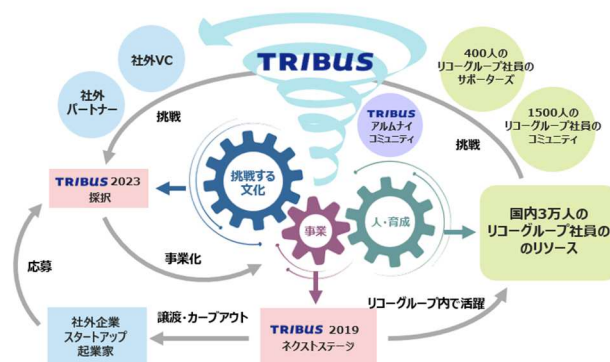 TRIBUS
社外VC
社外
パートナー
400人の
リコーグループ社員の
サポーターズ
1500人の
リコーグループ社員の
コミュニティ
TRIBUS
アルムナイ
コミュニティ
挑戦
挑戦
TRIBUS 2023
採択
挑戦する
文化
事業
人・育成
国内3万人の
リコーグループ社員の
のリソース
応募
事業化
譲渡・カーブアウト
リコーグループ内で活躍
社外企業
スタートアップ
起業家
TRIBUS 2019
ネクストステージ